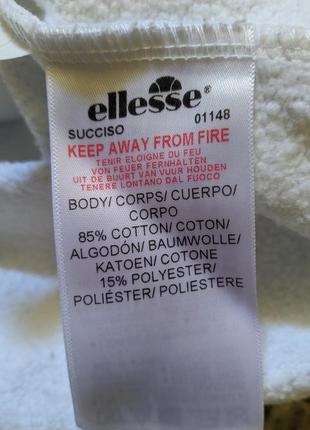 ellesse®
SUCCISO 01148
KEEP AWAY FROM FIRE
TENIR ELOIGNE DU FEU
VON FEUER FERNHALTEN
UIT DE BUURT VAN VUUR HOUDEN
TENERE LONTANO DAL FUOCO
BODY/ CORPS/ CUERPO/
CORPO
85% COTTON/ COTON/
ALGODÓN/ BAUMWOLLE/
KATOEN/ COTONE
15% POLYESTER/
POLIÉSTER/ POLIESTERE